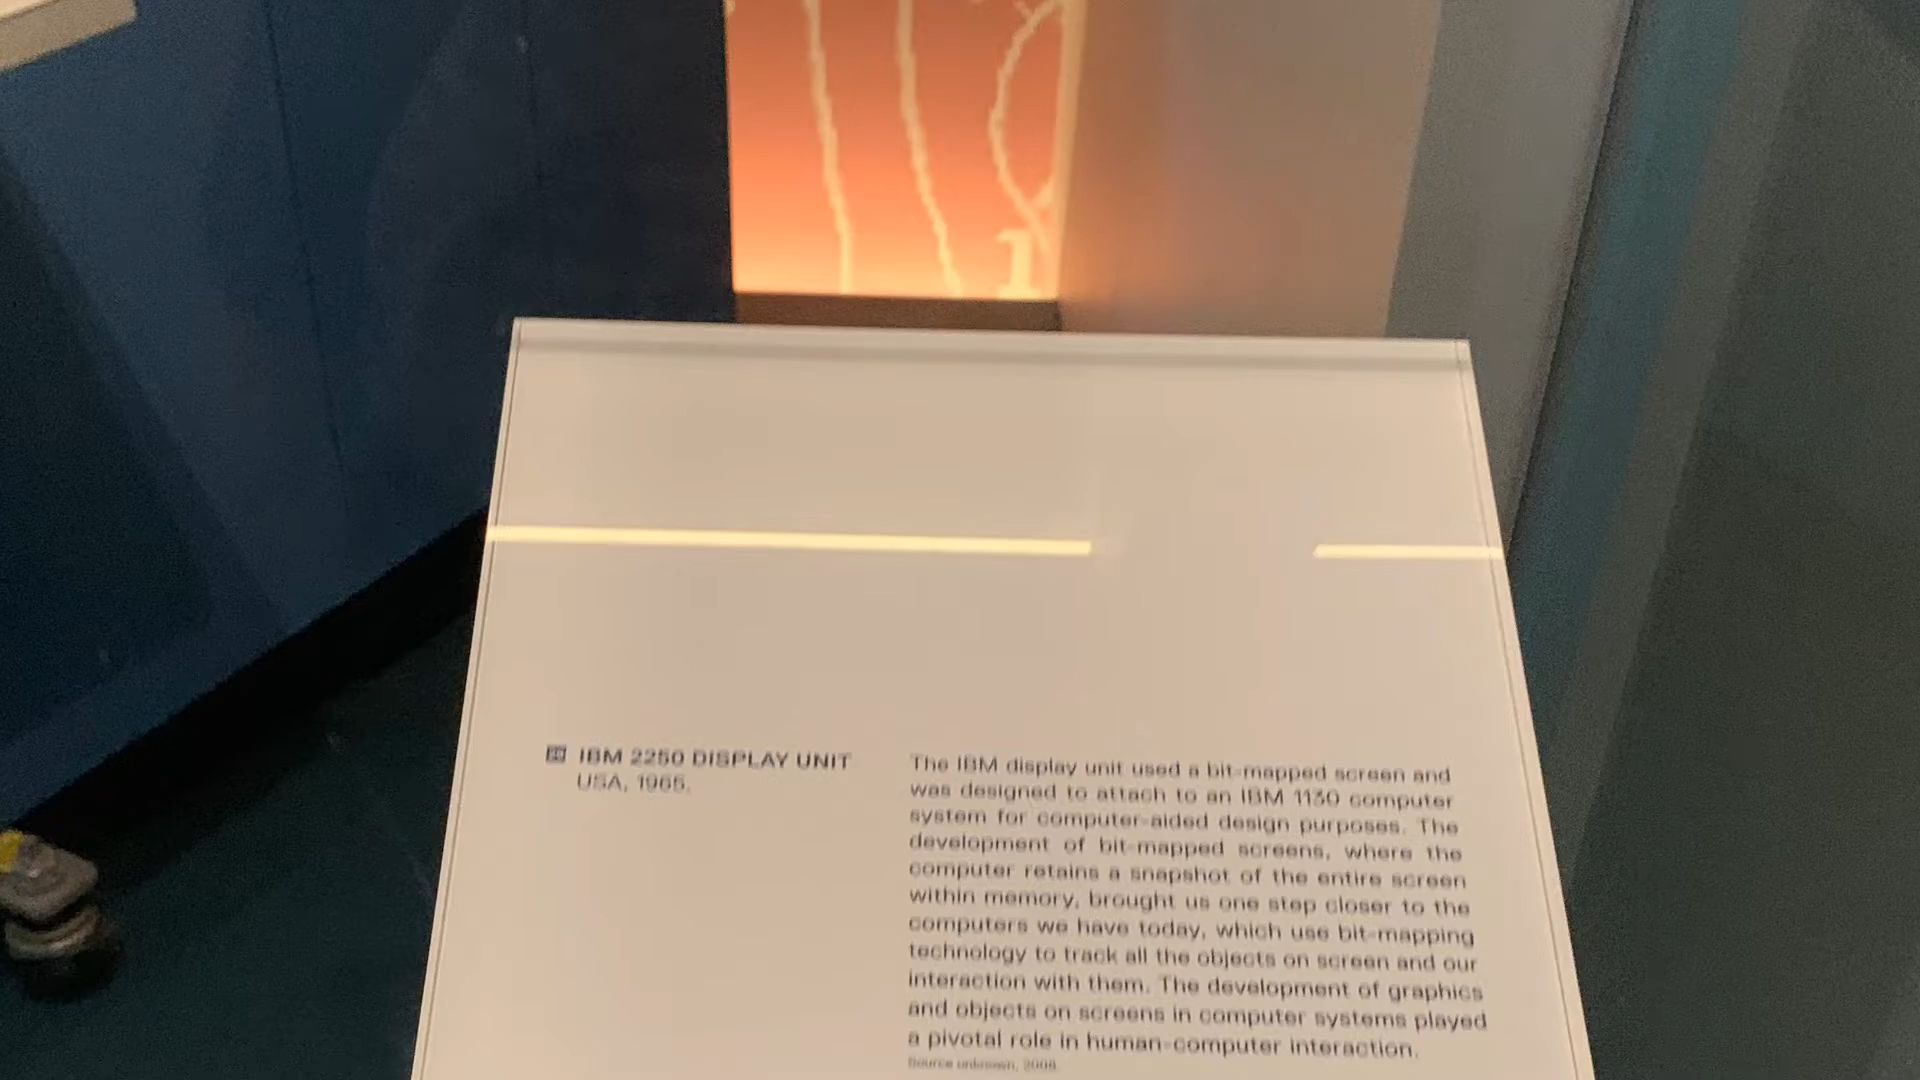 1
IBM 2250 DISPLAY UNIT
USA, 1965.
The IBM display unit used a bit-mapped screen and
was designed to attach to an IBM 1130 computer
system for computer-aided design purposes. The
development of bit-mapped screens, where the
computer retains a snapshot of the entire screen
within memory, brought us one step closer to the
computers we have today, which use bit-mapping
technology to track all the objects on screen and our
interaction with them. The development of graphics
and objects on screens in computer systems played
a pivotal role in human-computer interaction.
Source unknown,